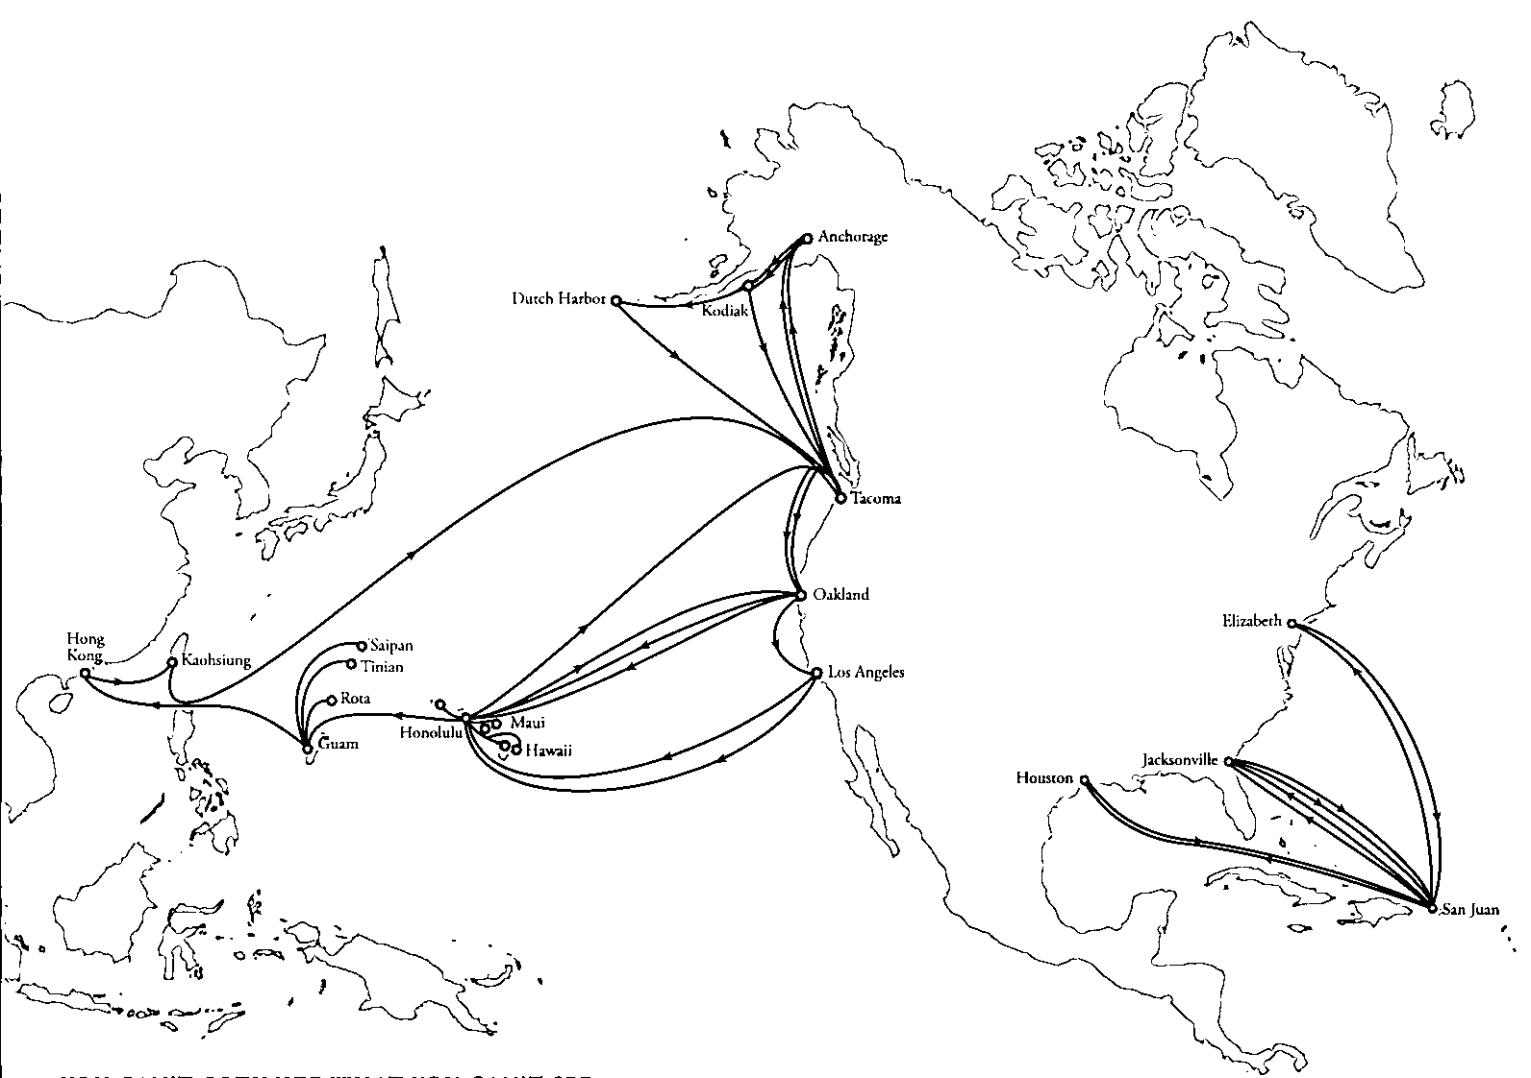 Anchorage
Dutch Harbor
Kodiak
Tacoma
Oakland
Elizabeth
Hong
Kong
Kaohsiung
Saipan
Tinian
Los Angeles
Rota
Maui
Honolulu
Guam
Hawaii
Jacksonville
Houston
San Juan